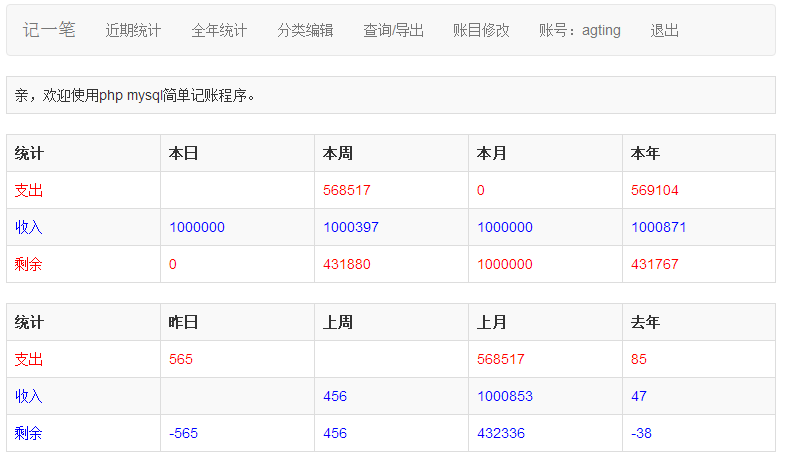 记一笔 近期统计 全年统计 分类编辑 查询/导出 账目修改 账号：agting 退出
亲，欢迎使用php mysql简单记账程序。
统计 本日 本周 本月 本年
支出 568517 0 569104
收入 1000000 1000397 1000000 1000871
剩余 0 431880 1000000 431767
统计 昨日 上周 上月 去年
支出 565 568517 85
收入 456 1000853 47
剩余 -565 456 432336 -38